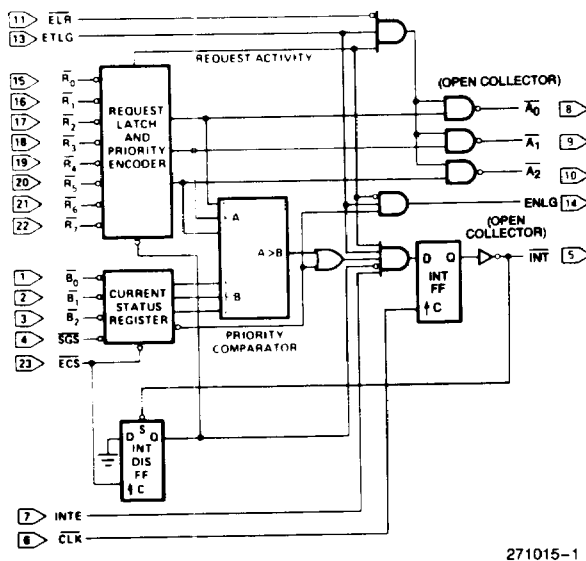 11 ELR
13 ETLG
REQUEST ACTIVITY
(OPEN COLLECTOR)
15 R0
16 R1
17 R2
18 R3
19 R4
20 R5
21 R6
22 R7
REQUEST
LATCH
AND
PRIORITY
ENCODER
A0 8
A1 9
A2 10
ENLG 14
(OPEN
COLLECTOR)
INT 5
A
A>B
B
PRIORITY
COMPARATOR
D Q
INT
FF
C
1 B0
2 B1
3 B2
4 SGS
23 ECS
CURRENT
STATUS
REGISTER
S
D Q
INT
DIS
FF
C
7 INTE
6 CLK
271015-1